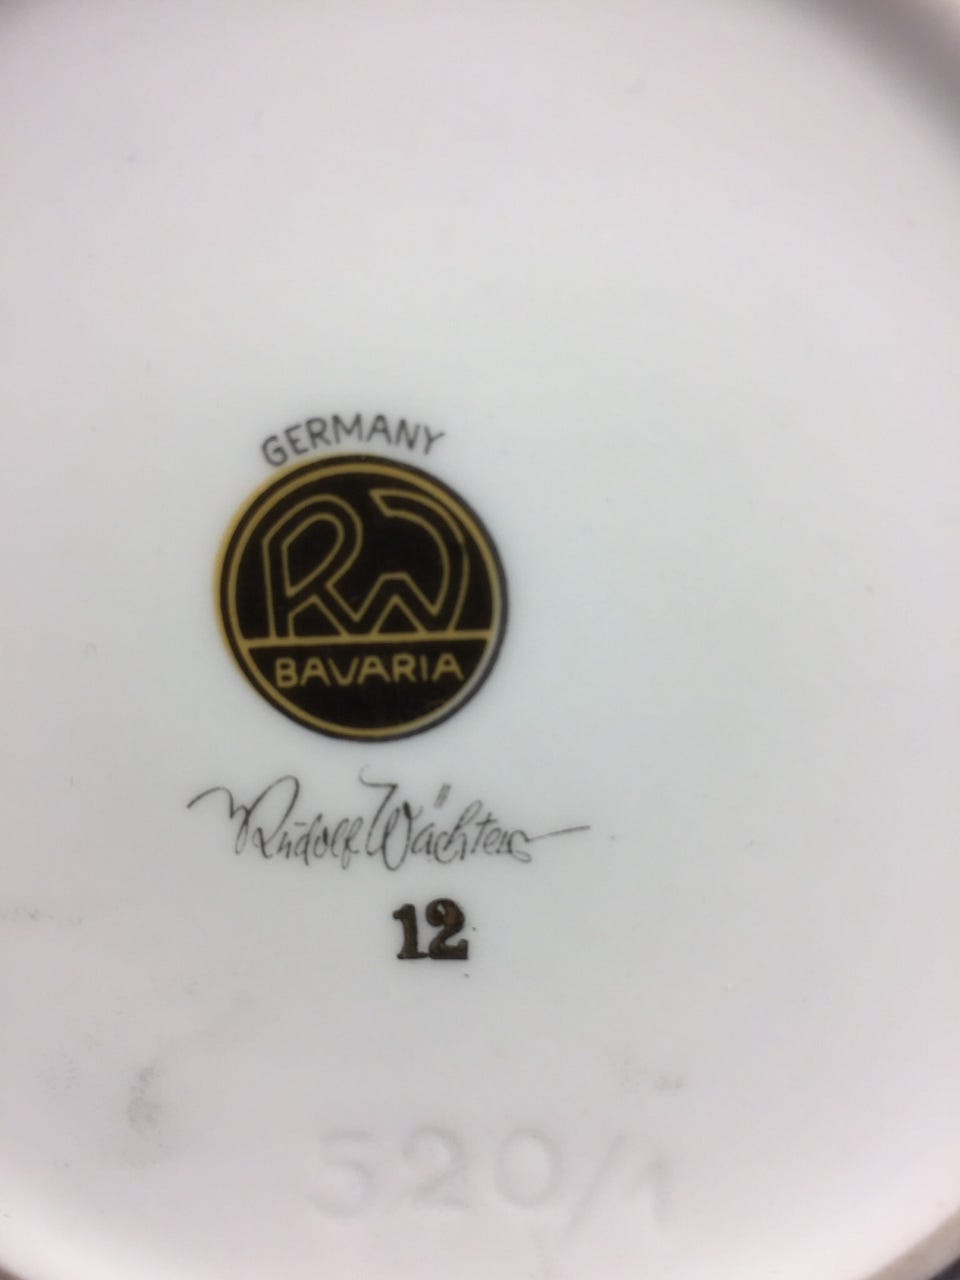 GERMANY
RW
BAVARIA
Rudolf Wächter
12
520/1